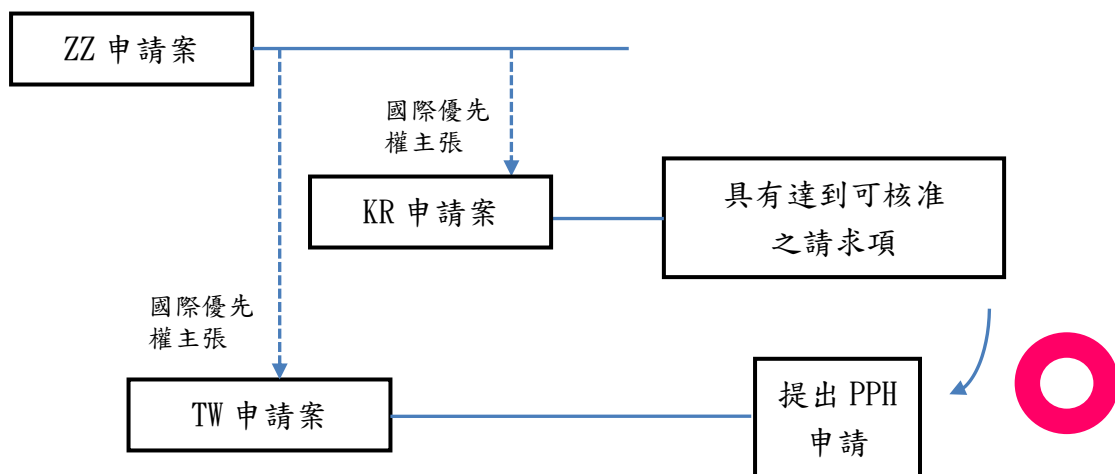 ZZ 申請案
國際優先
權主張
KR 申請案
具有達到可核准
之請求項
國際優先
權主張
TW 申請案
提出 PPH
申請